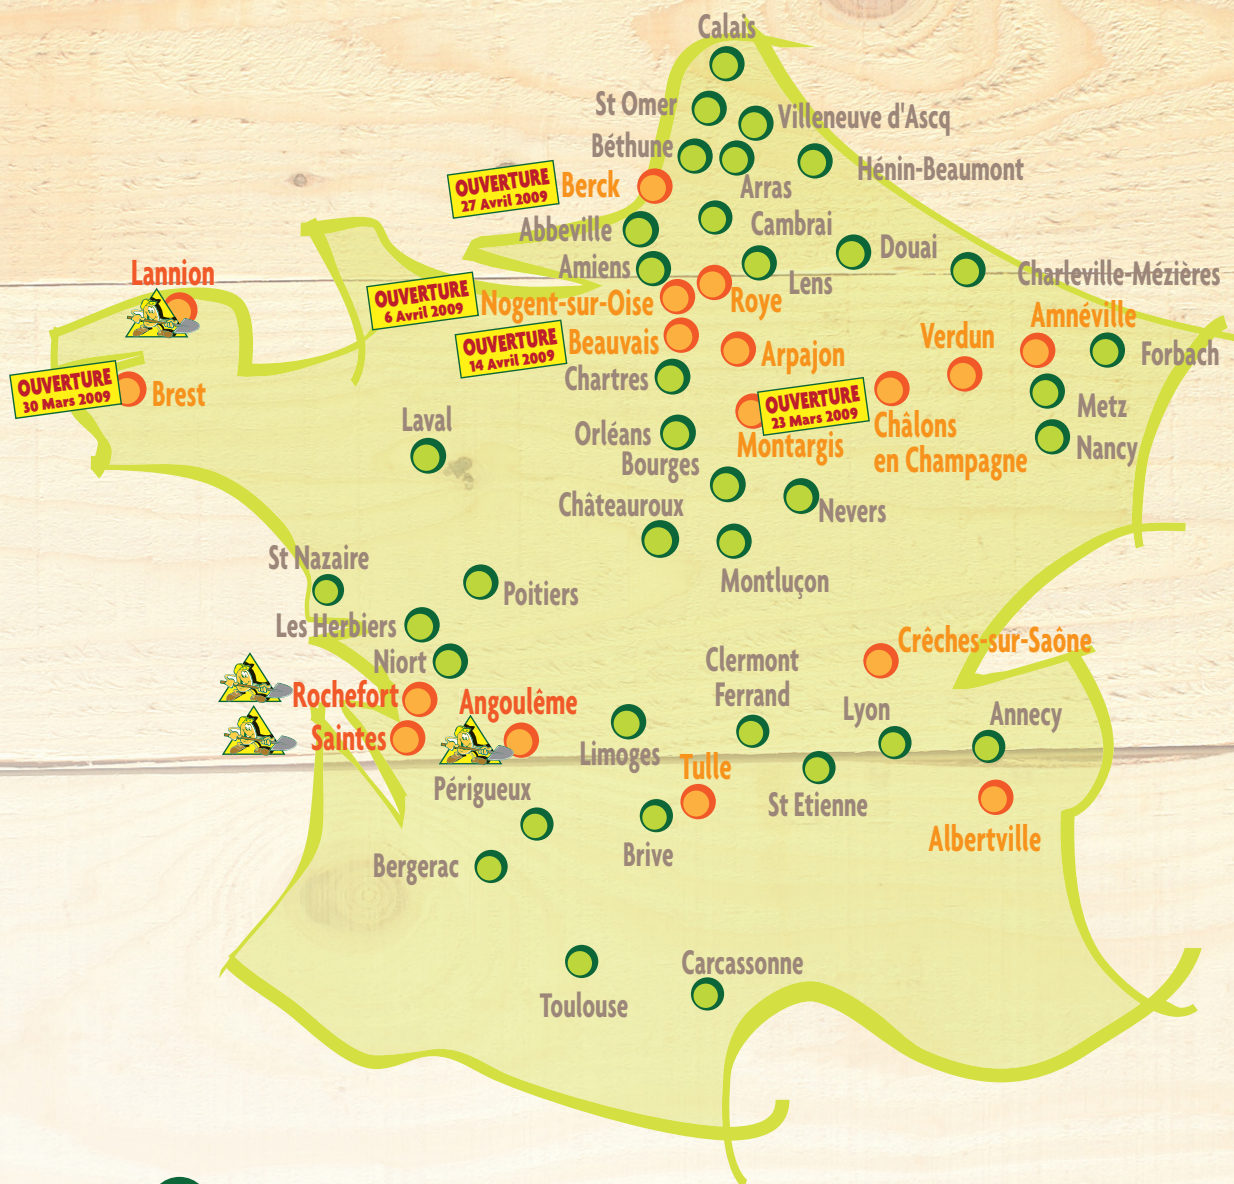 Calais
St Omer
Villeneuve d'Ascq
Béthune
Hénin-Beaumont
Arras
OUVERTURE
27 Avril 2009
Berck
Abbeville
Cambrai
Douai
Amiens
Lens
Charleville-Mézières
Lannion
OUVERTURE
6 Avril 2009
Nogent-sur-Oise
Roye
Amnéville
OUVERTURE
14 Avril 2009
Beauvais
Arpajon
Verdun
Forbach
Chartres
OUVERTURE
30 Mars 2009
Brest
OUVERTURE
23 Mars 2009
Metz
Laval
Orléans
Montargis
Châlons
en Champagne
Nancy
Bourges
Châteauroux
Nevers
St Nazaire
Poitiers
Montluçon
Les Herbiers
Crêches-sur-Saône
Niort
Clermont
Ferrand
Rochefort
Angoulême
Lyon
Annecy
Saintes
Limoges
Tulle
Périgueux
St Etienne
Albertville
Brive
Bergerac
Carcassonne
Toulouse